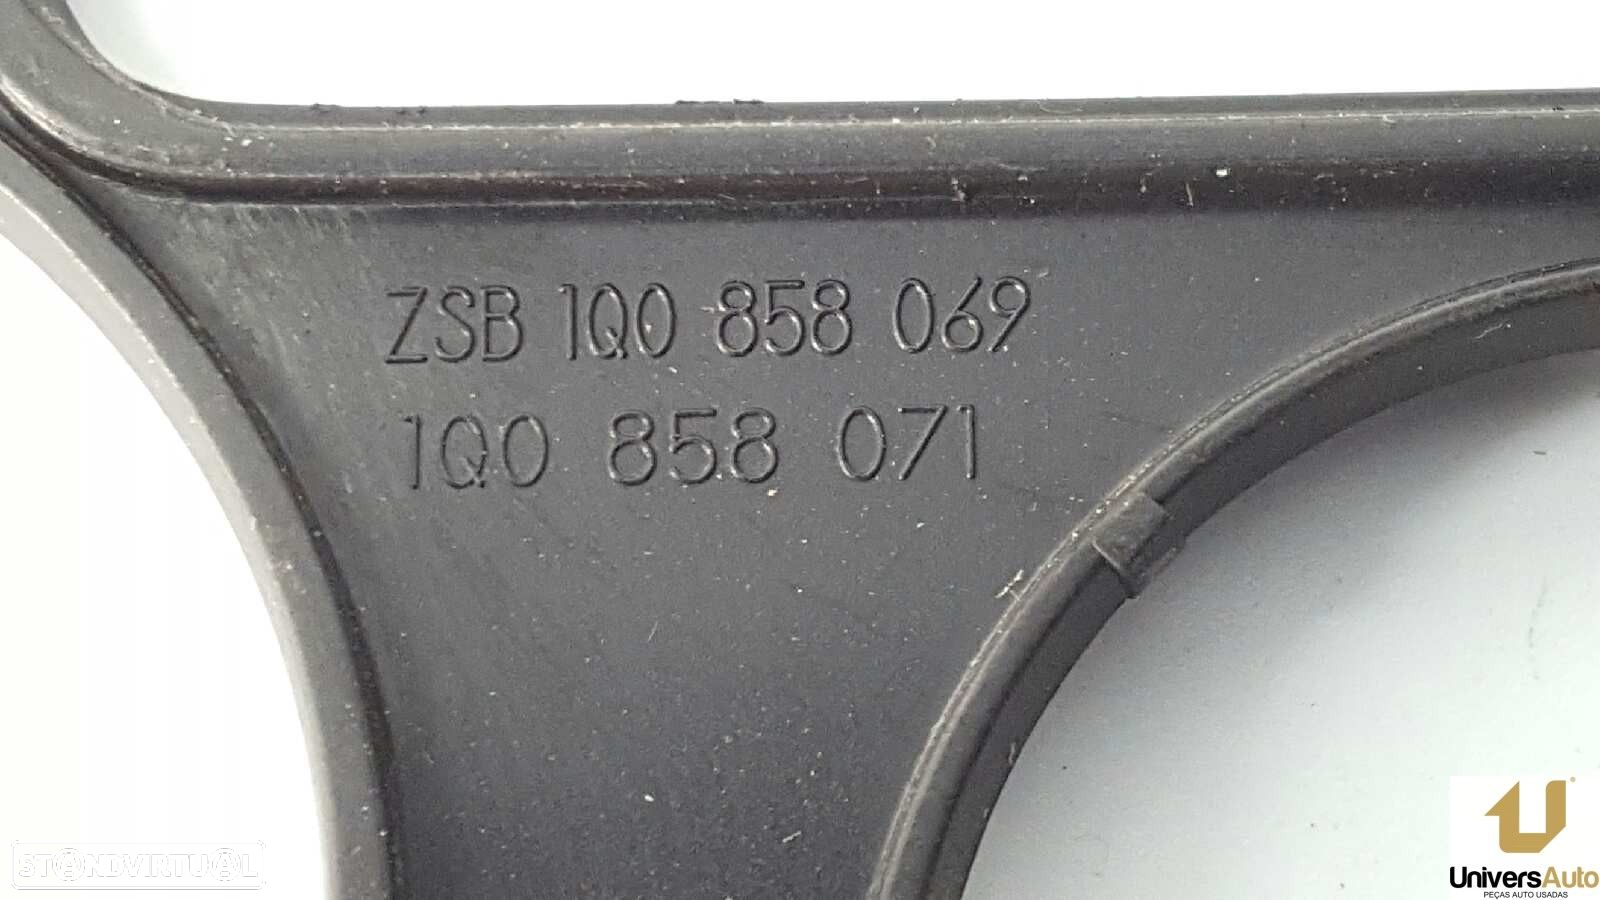 ZSB 1Q0 858 069
1Q0 858 071
STANDVIRTUAL
UniversAuto
PEÇAS AUTO USADAS